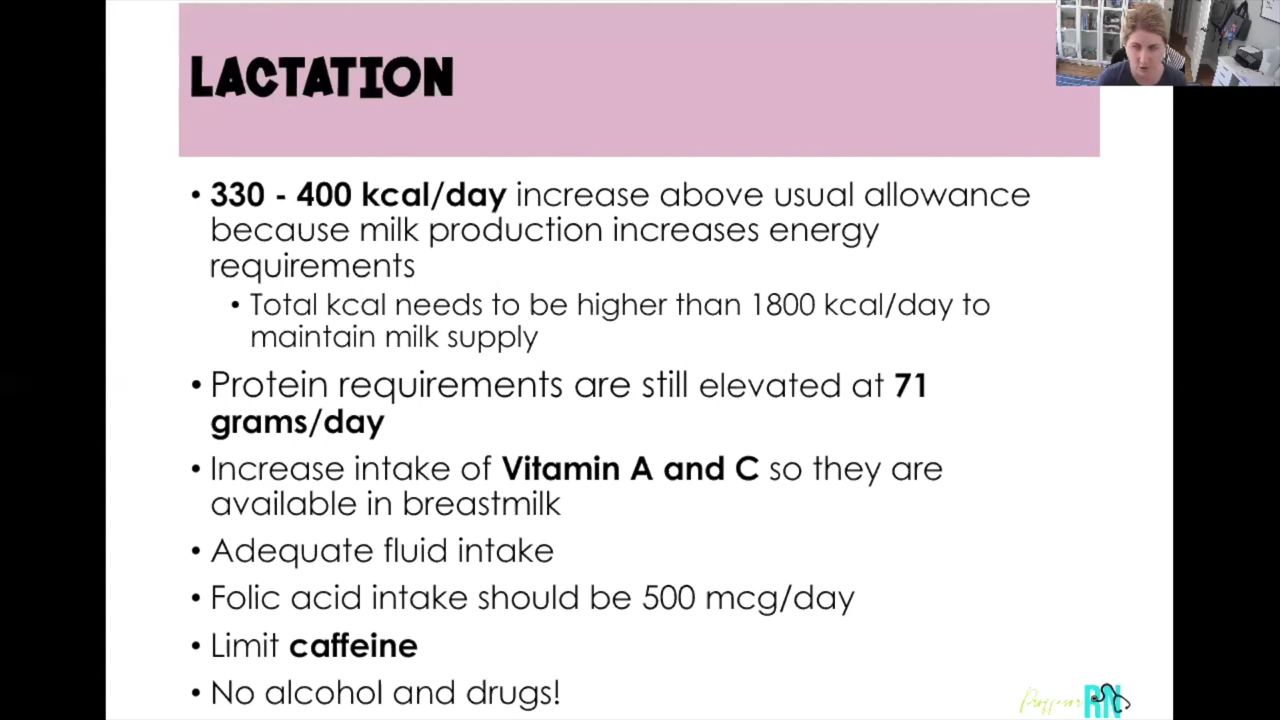 LACTATION
• 330 - 400 kcal/day increase above usual allowance
because milk production increases energy
requirements
• Total kcal needs to be higher than 1800 kcal/day to
maintain milk supply
• Protein requirements are still elevated at 71
grams/day
• Increase intake of Vitamin A and C so they are
available in breastmilk
• Adequate fluid intake
• Folic acid intake should be 500 mcg/day
• Limit caffeine
• No alcohol and drugs!
Professor RN